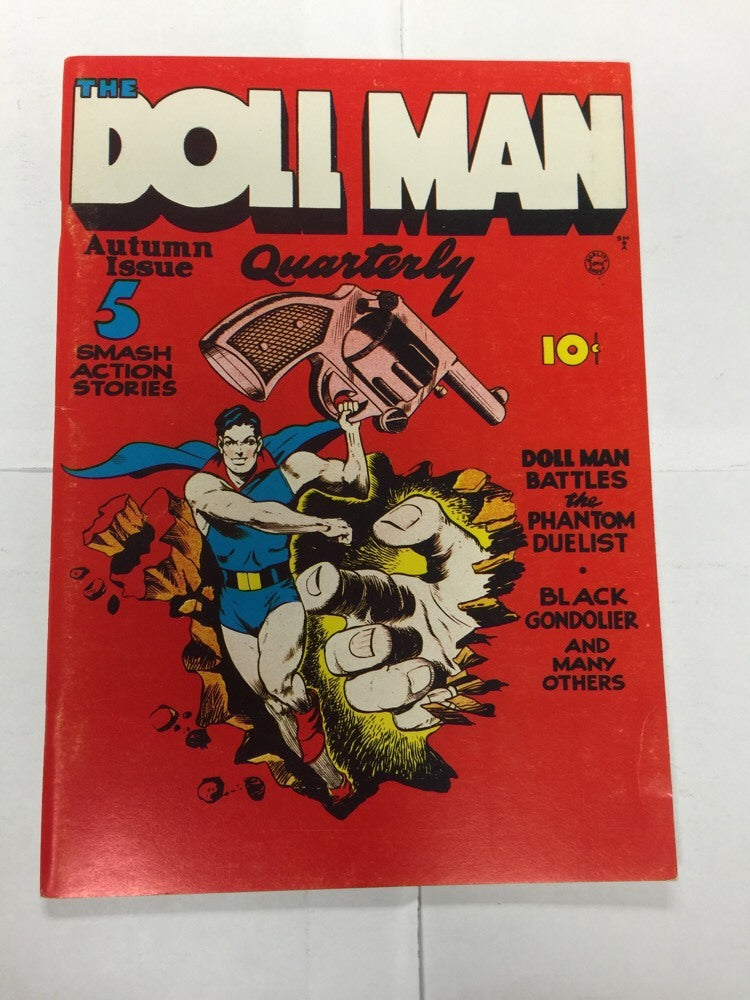 THE
DOLL MAN
Autumn
Issue
Quarterly
5
SMASH
ACTION
STORIES
10¢
DOLL MAN
BATTLES
the
PHANTOM
DUELIST
•
BLACK
GONDOLIER
AND
MANY
OTHERS